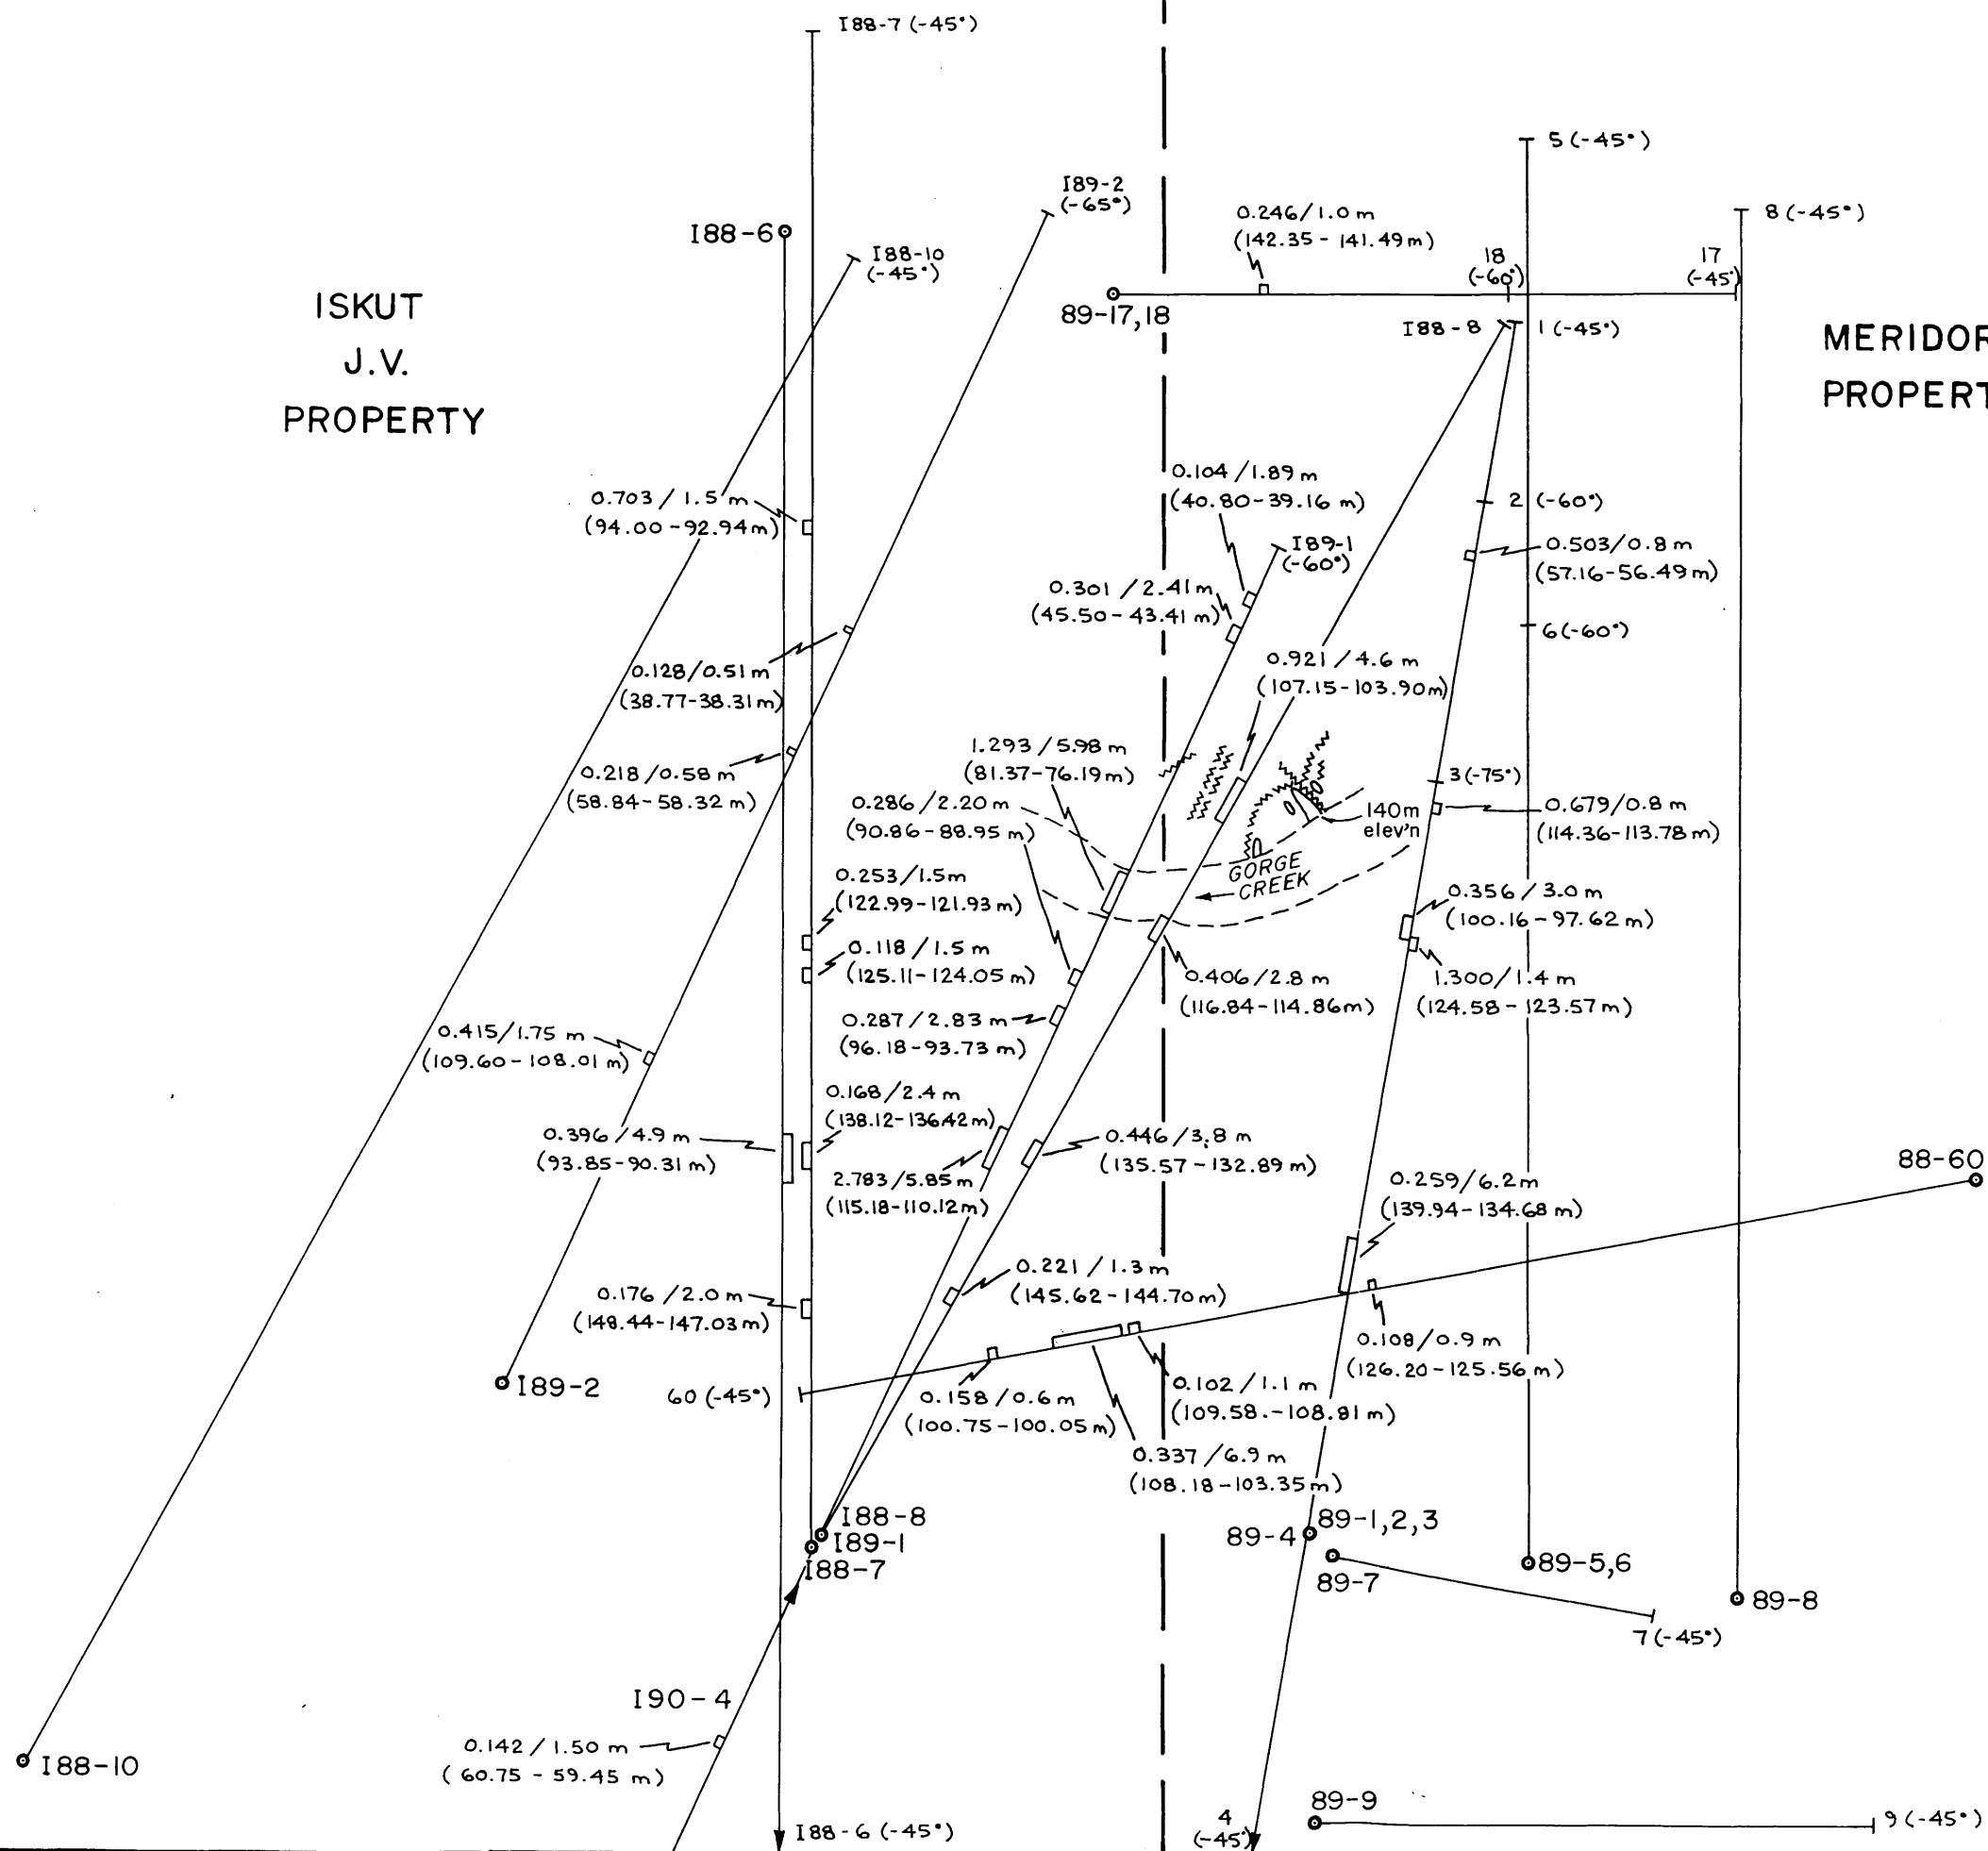 I88-7 (-45°)
I89-2
(-65°)
5 (-45°)
8 (-45°)
I88-6
I88-10
(-45°)
0.246/1.0 m
(142.35 - 141.49 m)
18
(-60°)
17
(-45°)
89-17,18
ISKUT
J.V.
PROPERTY
I88-8
1 (-45°)
MERIDOR
PROPERT
0.703 / 1.5 m
(94.00 - 92.94 m)
0.104 / 1.89 m
(40.80 - 39.16 m)
2 (-60°)
I89-1
(-60°)
0.503/0.8 m
(57.16 - 56.49 m)
0.301 / 2.41 m
(45.50 - 43.41 m)
6 (-60°)
0.128/0.51 m
(38.77-38.31 m)
0.921 / 4.6 m
(107.15 - 103.90 m)
1.293 / 5.98 m
(81.37-76.19 m)
0.218 / 0.58 m
(58.84 - 58.32 m)
3 (-75°)
0.286 / 2.20 m
(90.86 - 88.95 m)
140m
elev'n
0.679/0.8 m
(114.36-113.78 m)
GORGE
CREEK
0.253/1.5m
(122.99 - 121.93 m)
0.356 / 3.0 m
(100.16 - 97.62 m)
0.118 / 1.5 m
(125.11 - 124.05 m)
0.406 / 2.8 m
(116.84 - 114.86m)
1.300/1.4 m
(124.58 - 123.57 m)
0.287 / 2.83 m
(96.18 - 93.73 m)
0.415/1.75 m
(109.60 - 108.01 m)
0.168 / 2.4 m
(138.12-136.42 m)
0.396 / 4.9 m
(93.85 - 90.31 m)
0.446 / 3.8 m
(135.57 - 132.89 m)
88-60
2.783/5.85 m
(115.18-110.12m)
0.259/6.2m
(139.94 - 134.68 m)
0.221 / 1.3 m
(145.62 - 144.70 m)
0.176 / 2.0 m
(148.44-147.03 m)
0.108/0.9 m
(126.20 - 125.56 m)
I89-2
60 (-45°)
0.158 / 0.6 m
(100.75 - 100.05 m)
0.102 / 1.1 m
(109.58.-108.81 m)
0.337 / 6.9 m
(108.18 - 103.35 m)
I88-8
I89-1
I88-7
89-4
89-1,2,3
89-7
89-5,6
89-8
7 (-45°)
I90-4
0.142 / 1.50 m
(60.75 - 59.45 m)
I88-10
89-9
I88-6 (-45°)
4
(-45°)
9 (-45°)